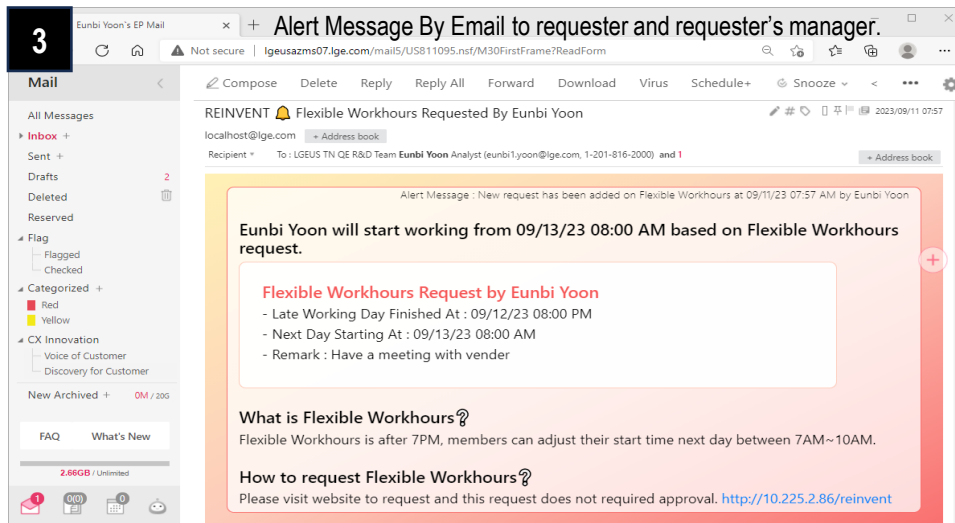 3
Eunbi Yoon's EP Mail
Alert Message By Email to requester and requester's manager.
Not secure | lgeusazms07.lge.com/mail5/US811095.nsf/M30FirstFrame?ReadForm
Mail
All Messages
Inbox +
Sent +
Drafts 2
Deleted
Reserved
Flag
Flagged
Checked
Categorized +
Red
Yellow
CX Innovation
Voice of Customer
Discovery for Customer
New Archived + 0M / 20G
FAQ What's New
2.66GB / Unlimited
1 0(0) 0
Compose Delete Reply Reply All Forward Download Virus Schedule+ Snooze
REINVENT 🔔 Flexible Workhours Requested By Eunbi Yoon
2023/09/11 07:57
localhost@lge.com + Address book
Recipient To : LGEUS TN QE R&D Team Eunbi Yoon Analyst (eunbi1.yoon@lge.com, 1-201-816-2000) and 1
+ Address book
Alert Message : New request has been added on Flexible Workhours at 09/11/23 07:57 AM by Eunbi Yoon
Eunbi Yoon will start working from 09/13/23 08:00 AM based on Flexible Workhours
request.
Flexible Workhours Request by Eunbi Yoon
- Late Working Day Finished At : 09/12/23 08:00 PM
- Next Day Starting At : 09/13/23 08:00 AM
- Remark : Have a meeting with vender
What is Flexible Workhours?
Flexible Workhours is after 7PM, members can adjust their start time next day between 7AM~10AM.
How to request Flexible Workhours?
Please visit website to request and this request does not required approval. http://10.225.2.86/reinvent